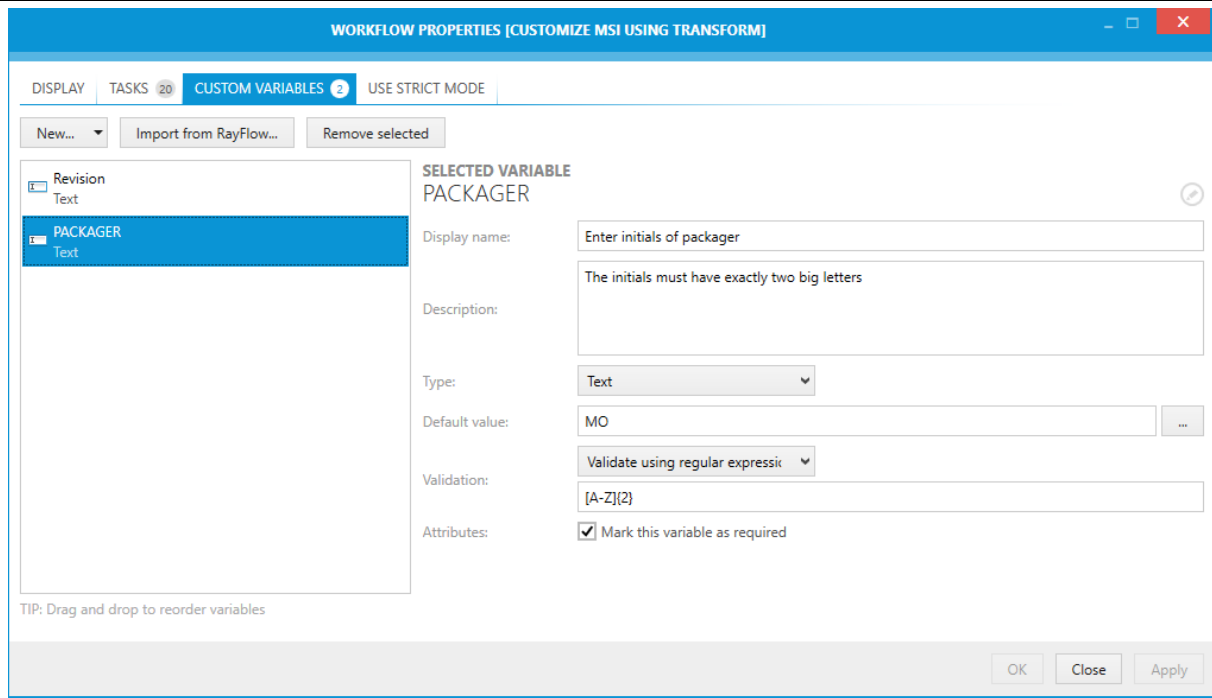 WORKFLOW PROPERTIES [CUSTOMIZE MSI USING TRANSFORM]
DISPLAY TASKS 20 CUSTOM VARIABLES 2 USE STRICT MODE
New... Import from RayFlow... Remove selected
Revision
Text
PACKAGER
Text
SELECTED VARIABLE
PACKAGER
Display name: Enter initials of packager
Description: The initials must have exactly two big letters
Type: Text
Default value: MO ...
Validation: Validate using regular expressic
[A-Z]{2}
Attributes: Mark this variable as required
TIP: Drag and drop to reorder variables
OK Close Apply